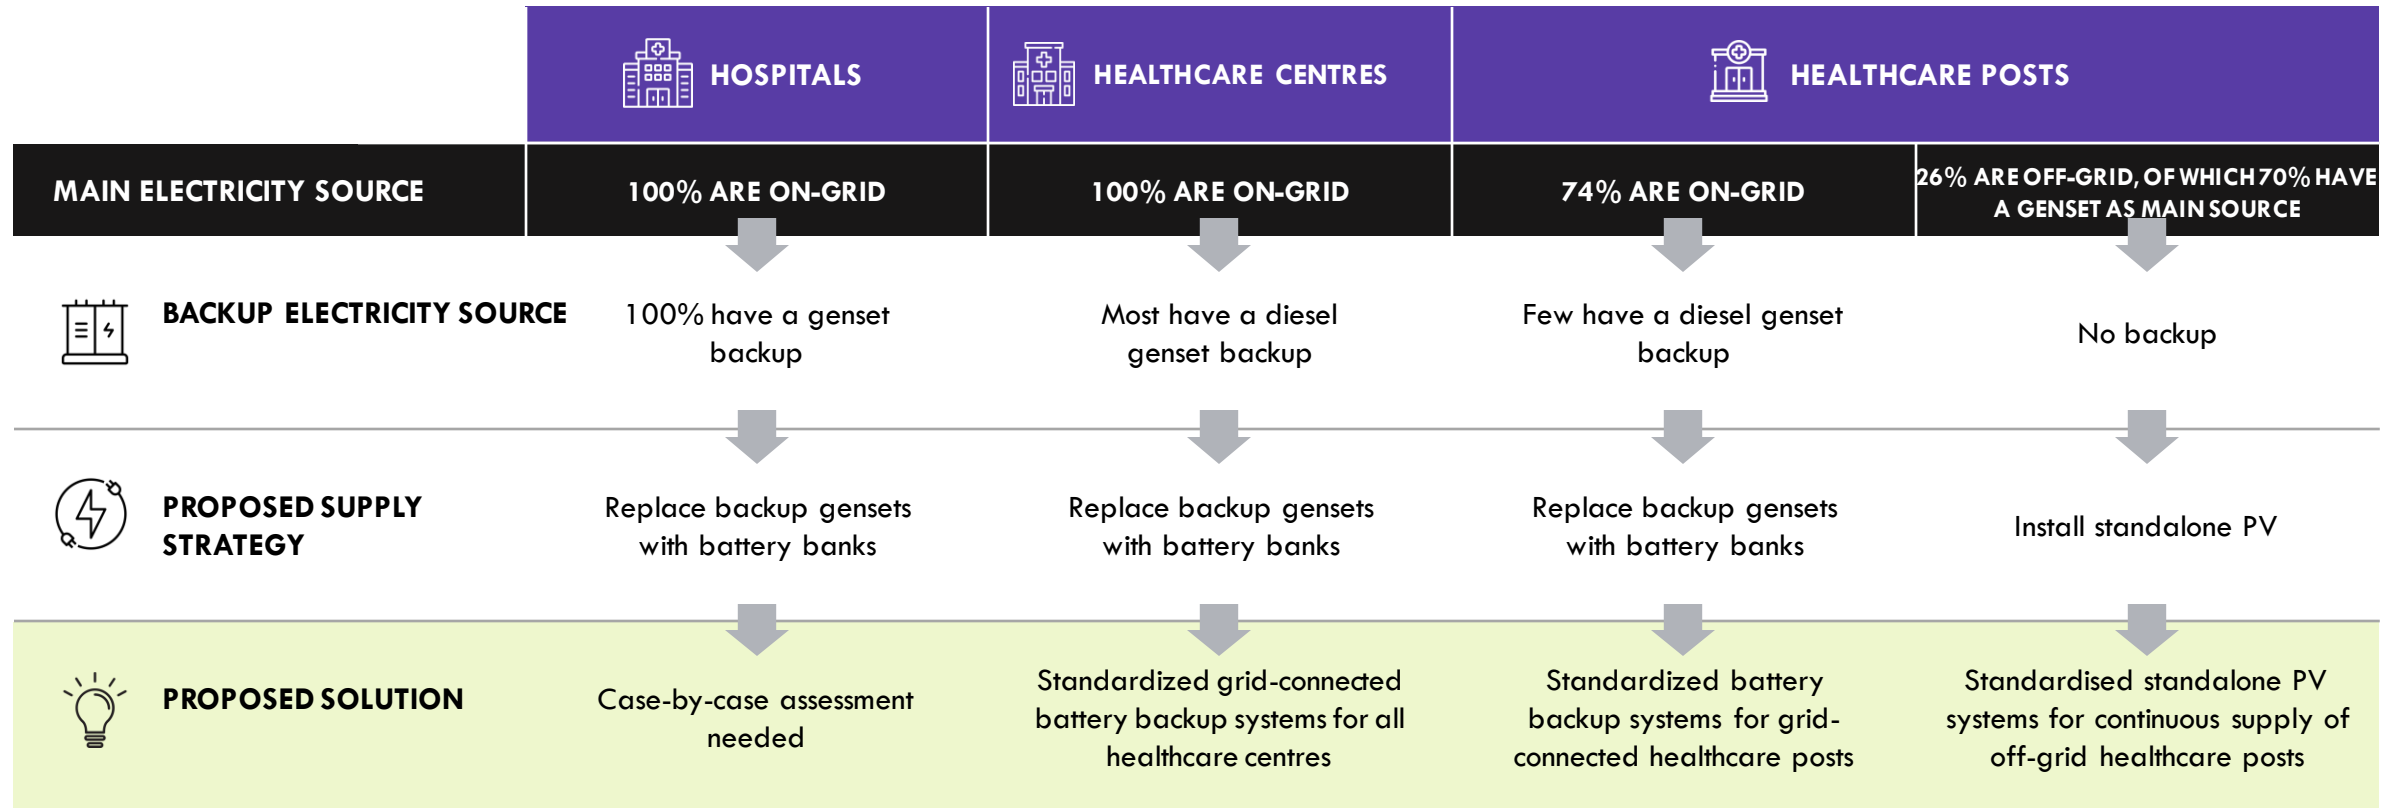 HOSPITALS
HEALTHCARE CENTRES
HEALTHCARE POSTS
MAIN ELECTRICITY SOURCE
100% ARE ON-GRID
100% ARE ON-GRID
74% ARE ON-GRID
26% ARE OFF-GRID, OF WHICH 70% HAVE
A GENSET AS MAIN SOURCE
BACKUP ELECTRICITY SOURCE
100% have a genset
backup
Most have a diesel
genset backup
Few have a diesel genset
backup
No backup
PROPOSED SUPPLY
STRATEGY
Replace backup gensets
with battery banks
Replace backup gensets
with battery banks
Replace backup gensets
with battery banks
Install standalone PV
PROPOSED SOLUTION
Case-by-case assessment
needed
Standardized grid-connected
battery backup systems for all
healthcare centres
Standardized battery
backup systems for grid-
connected healthcare posts
Standardised standalone PV
systems for continuous supply of
off-grid healthcare posts